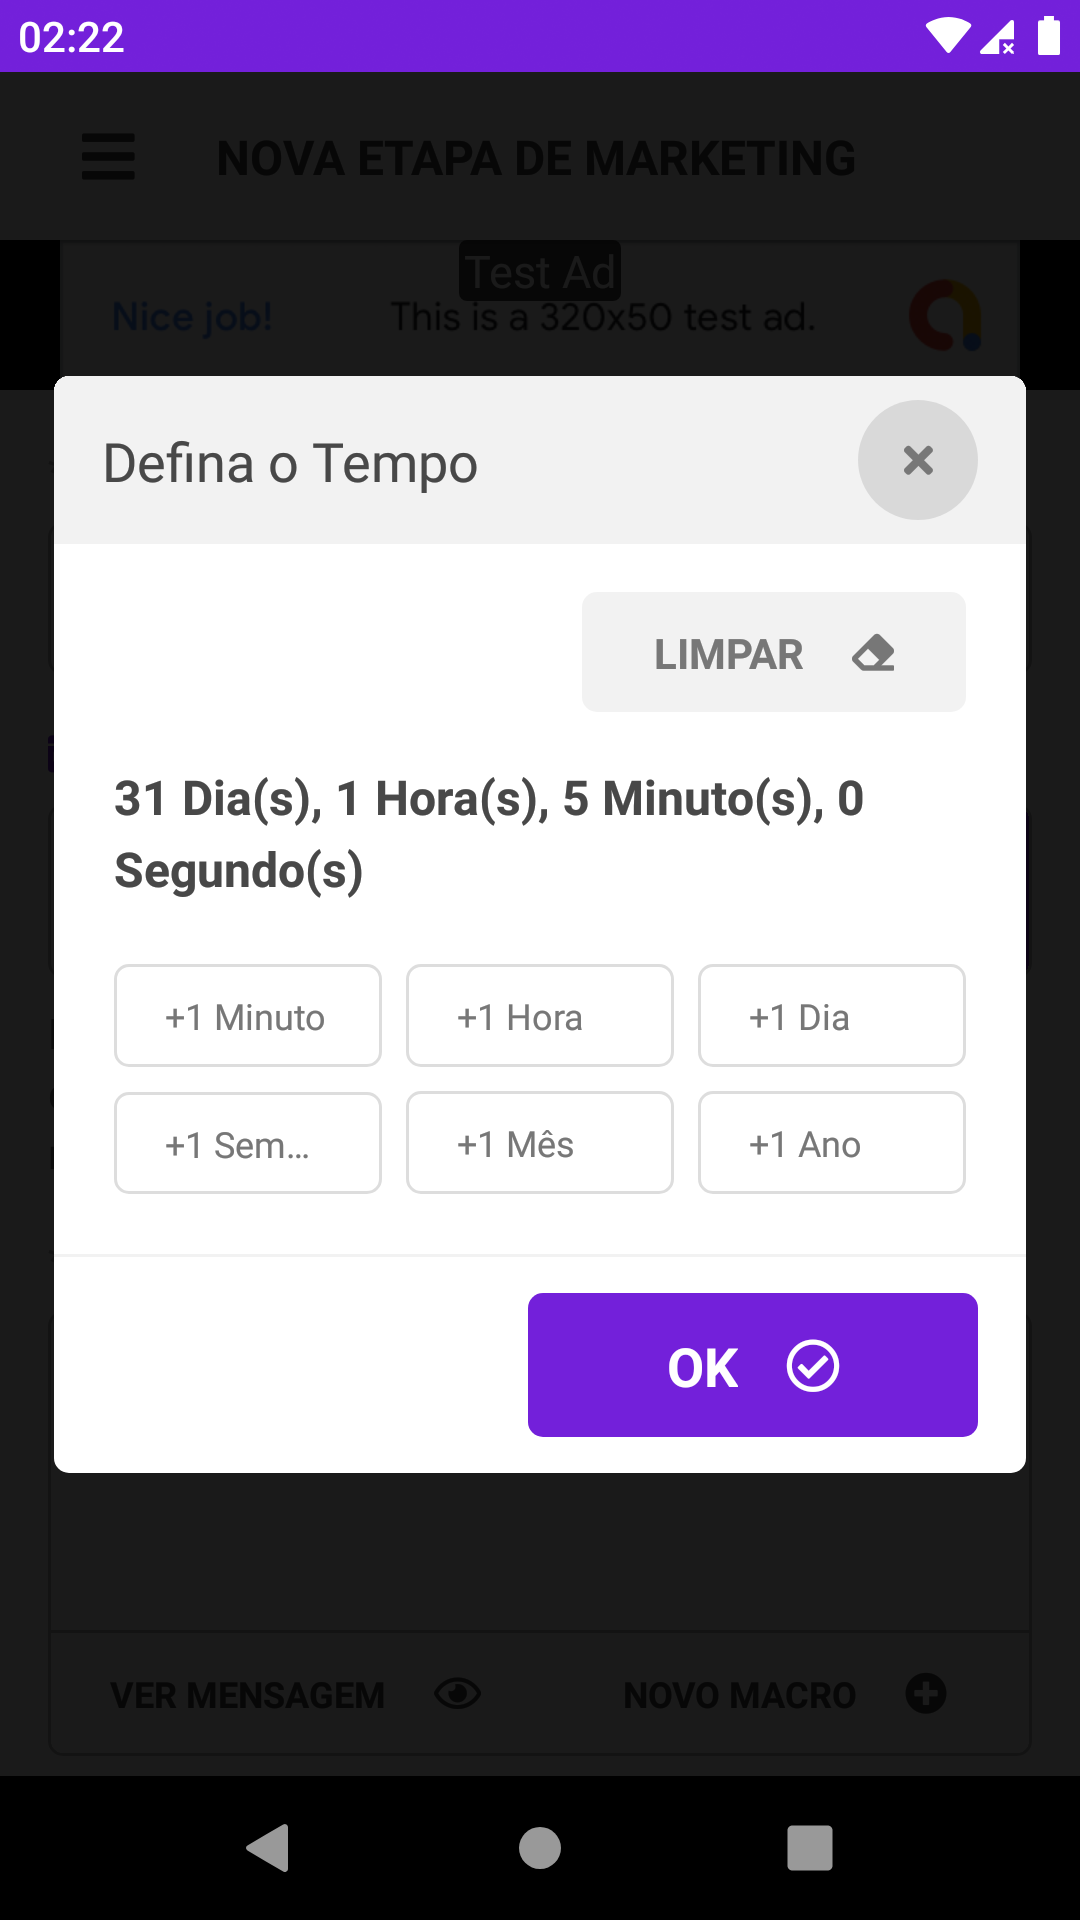 02:22
NOVA ETAPA DE MARKETING
Test Ad
Nice job!
This is a 320x50 test ad.
Defina o Tempo
LIMPAR
31 Dia(s), 1 Hora(s), 5 Minuto(s), 0
Segundo(s)
+1 Minuto
+1 Hora
+1 Dia
+1 Sem...
+1 Mês
+1 Ano
OK
VER MENSAGEM
NOVO MACRO